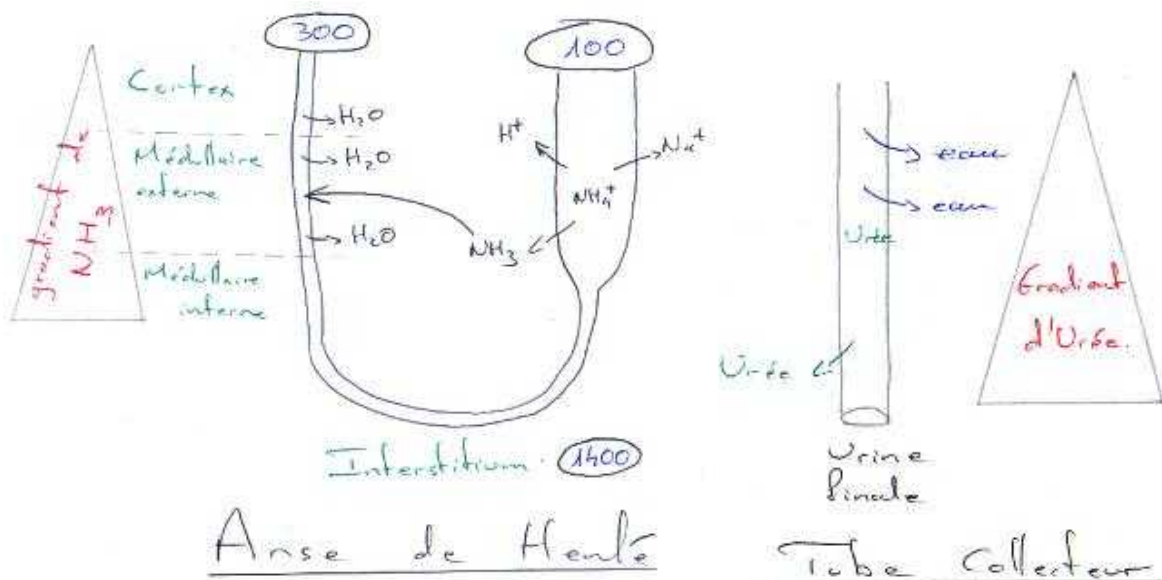 300
100
Cortex
H₂O
Médullaire
externe
H₂O
H₂O
Médullaire
interne
gradient de
NH₃
H⁺
Na⁺
NH₄⁺
NH₃
Interstitium
1400
Anse de Henlé
eau
eau
Urée
Urée
Gradient
d'Urée.
Urine
finale
Tube Collecteur